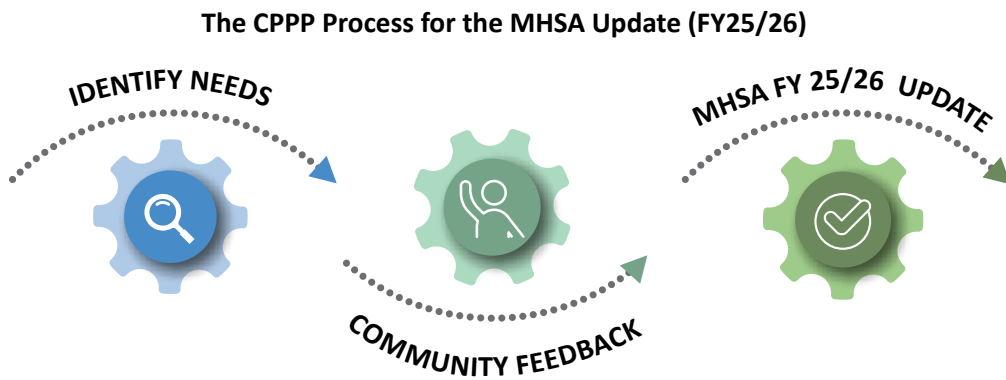 The CPPP Process for the MHSA Update (FY25/26)
IDENTIFY NEEDS
COMMUNITY FEEDBACK
MHSA FY 25/26 UPDATE